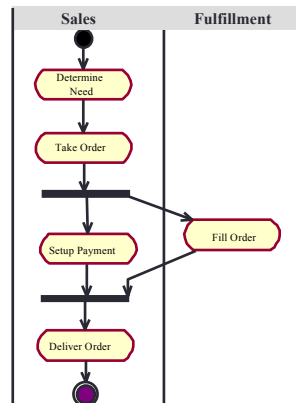 Sales
Fulfillment
Determine
Need
Take Order
Setup Payment
Fill Order
Deliver Order